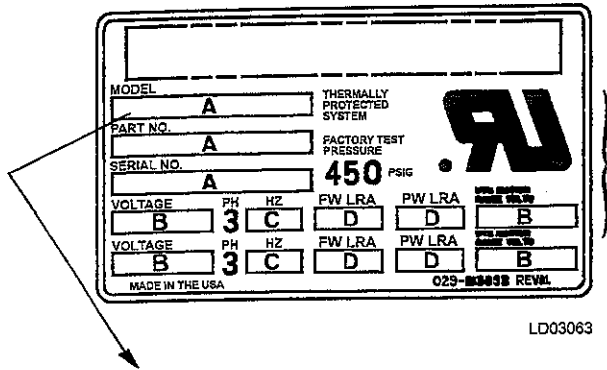 MODEL
A
THERMALLY
PROTECTED
SYSTEM
PART NO.
A
FACTORY TEST
PRESSURE
450 PSIG
SERIAL NO.
A
VOLTAGE PH HZ FW LRA PW LRA
B 3 C D D B
VOLTAGE PH HZ FW LRA PW LRA
B 3 C D D B
MADE IN THE USA
LD03063